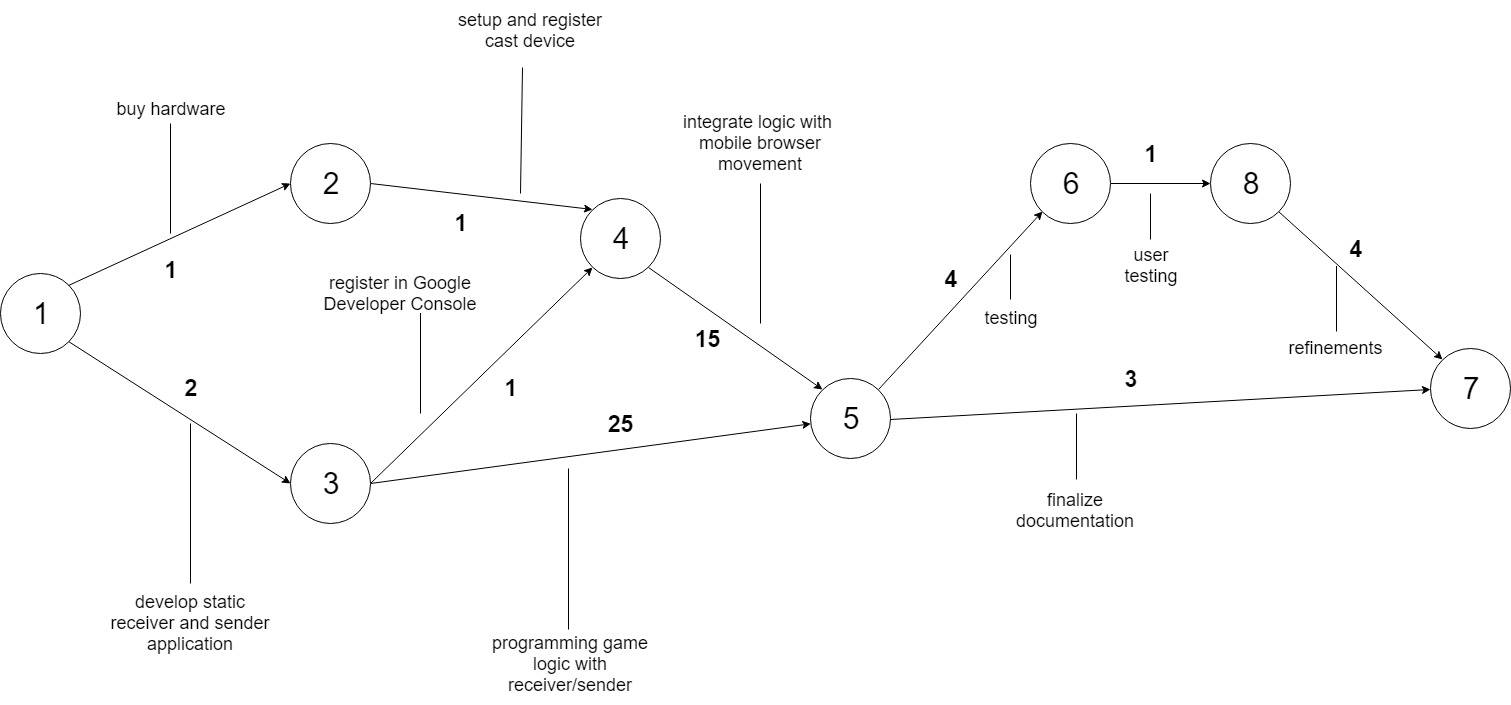 setup and register
cast device
buy hardware
integrate logic with
mobile browser
movement
1
6
8
2
1
4
1
user
testing
4
4
1
register in Google
Developer Console
testing
15
refinements
2
1
3
7
25
5
3
finalize
documentation
develop static
receiver and sender
application
programming game
logic with
receiver/sender